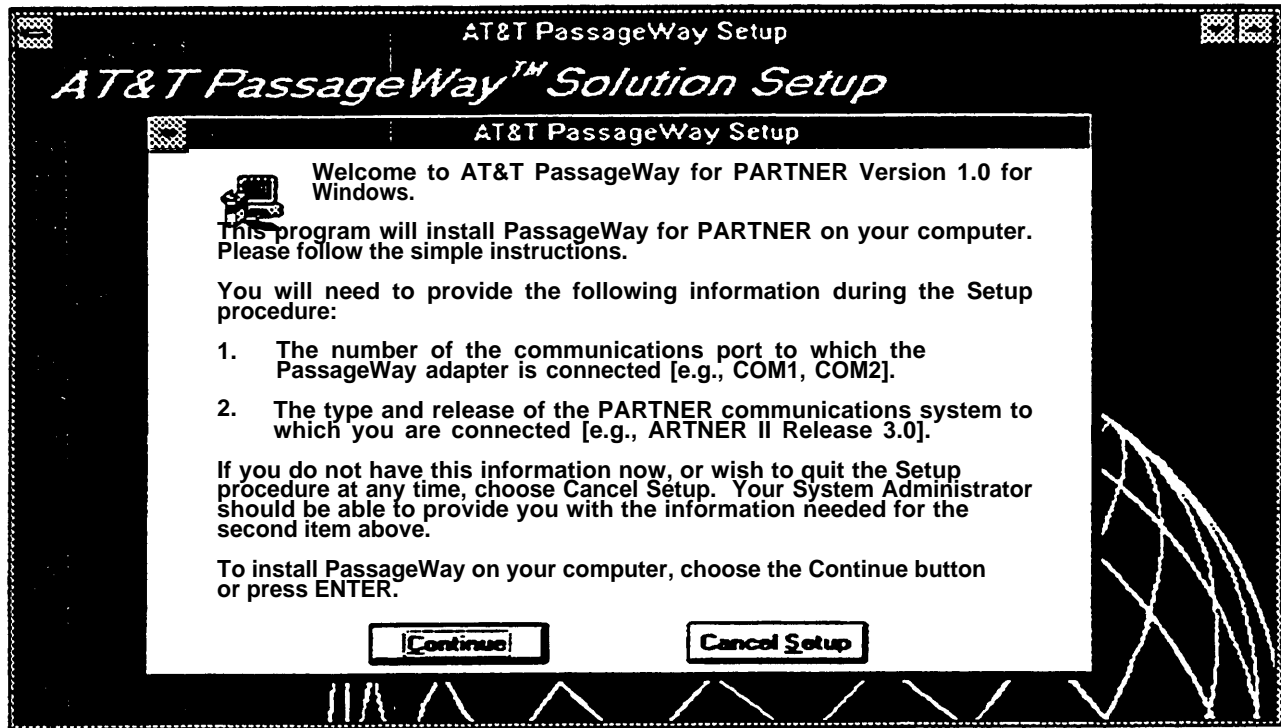 AT&T PassageWay Setup
AT&T PassageWay™ Solution Setup
AT&T PassageWay Setup
Welcome to AT&T PassageWay for PARTNER Version 1.0 for
Windows.
This program will install PassageWay for PARTNER on your computer.
Please follow the simple instructions.
You will need to provide the following information during the Setup
procedure:
1. The number of the communications port to which the
PassageWay adapter is connected [e.g., COM1, COM2].
2. The type and release of the PARTNER communications system to
which you are connected [e.g., ARTNER II Release 3.0].
If you do not have this information now, or wish to quit the Setup
procedure at any time, choose Cancel Setup. Your System Administrator
should be able to provide you with the information needed for the
second item above.
To install PassageWay on your computer, choose the Continue button
or press ENTER.
Continue Cancel Setup